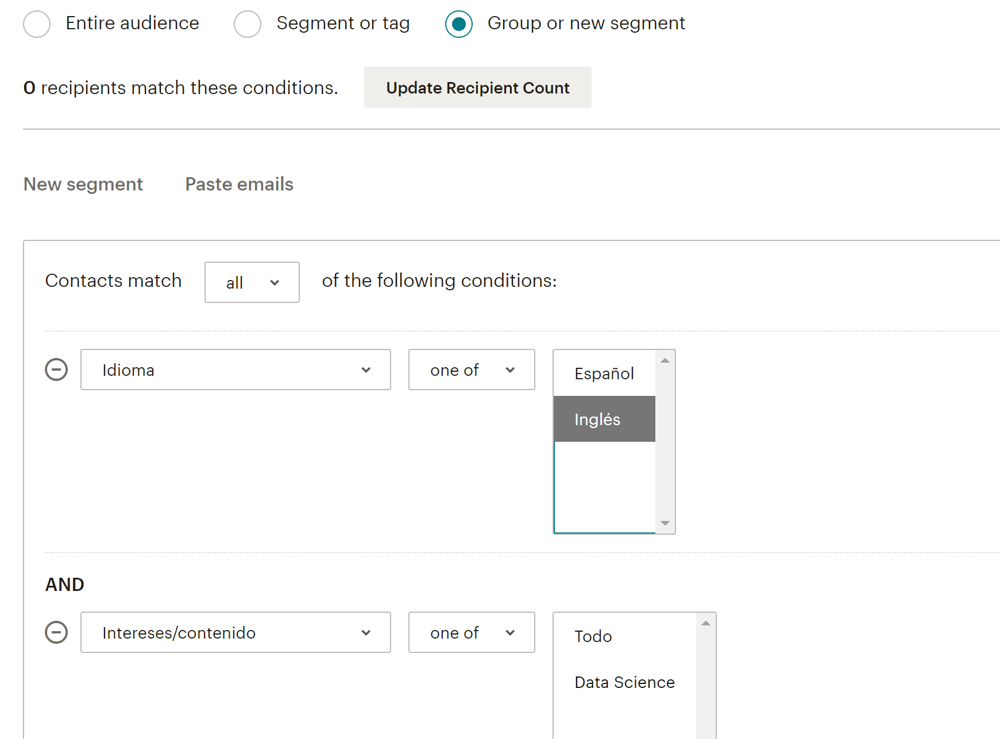 Entire audience Segment or tag Group or new segment
0 recipients match these conditions. Update Recipient Count
New segment Paste emails
Contacts match all of the following conditions:
Idioma one of Español
Inglés
AND
Intereses/contenido one of Todo
Data Science